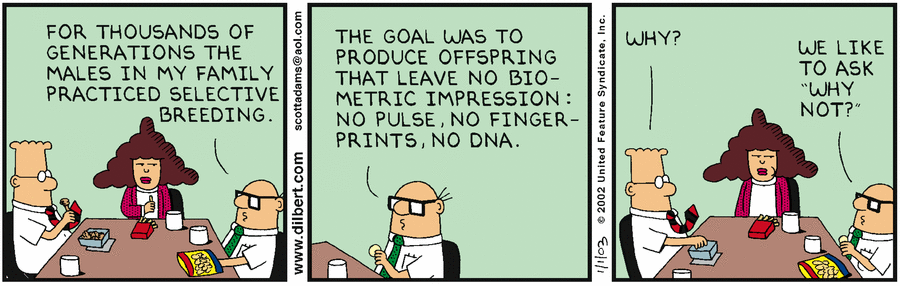 FOR THOUSANDS OF
GENERATIONS THE
MALES IN MY FAMILY
PRACTICED SELECTIVE
BREEDING.
www.dilbert.com scottadams@aol.com
THE GOAL WAS TO
PRODUCE OFFSPRING
THAT LEAVE NO BIO-
METRIC IMPRESSION:
NO PULSE, NO FINGER-
PRINTS, NO DNA.
1/1/03 © 2002 United Feature Syndicate, Inc.
WHY?
WE LIKE
TO ASK
"WHY
NOT?"